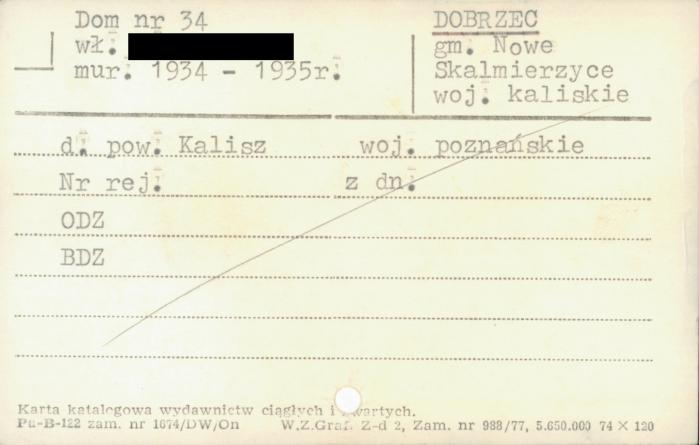 Dom nr 34
wł.
mur. 1934 - 1935r.
DOBRZEC
gm. Nowe
Skalmierzyce
woj. kaliskie
d. pow. Kalisz woj. poznańskie
Nr rej. z dn.
ODZ
BDZ
Karta katalogowa wydawnictw ciągłych i zwartych.
Pu-B-122 zam. nr 1674/DW/On W.Z.Graf. Z-d 2, Zam. nr 988/77, 5.650.000 74 × 120